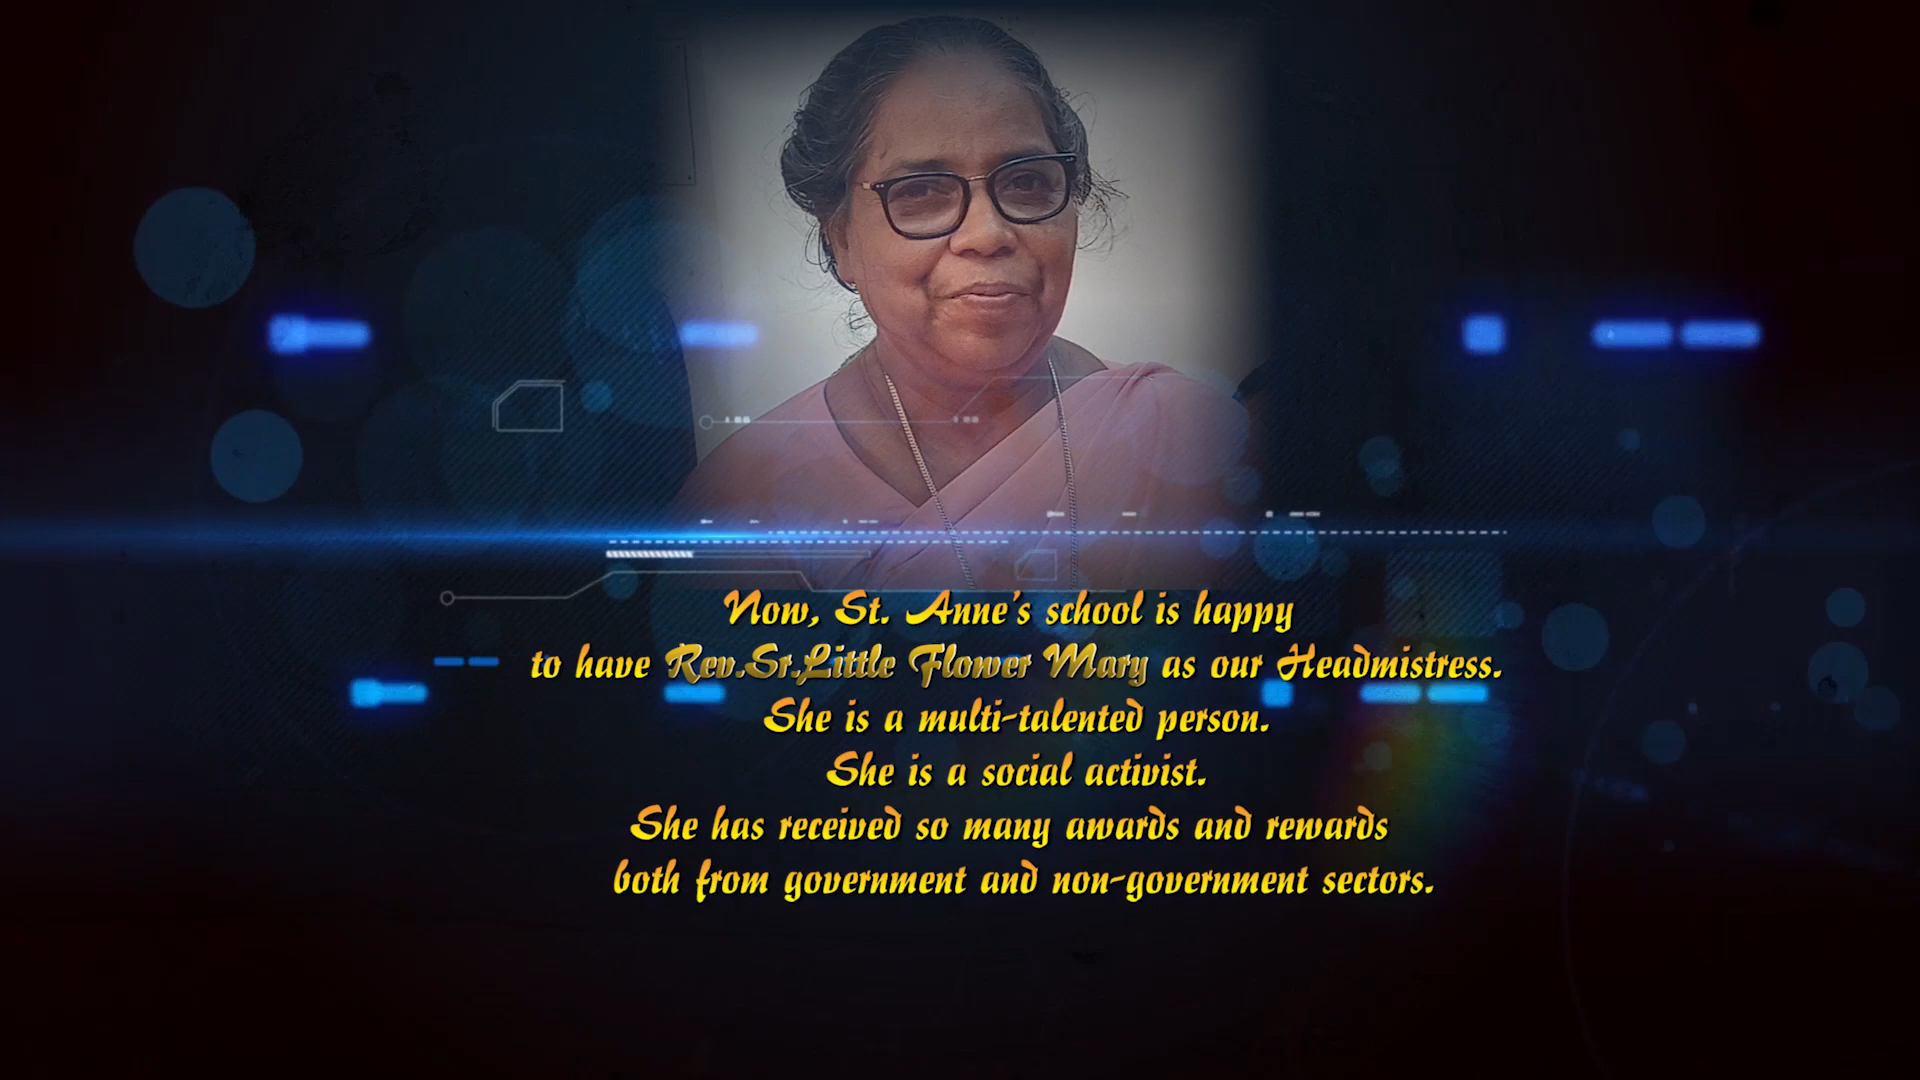 Now, St. Anne's school is happy
to have Rev.Sr.Little Flower Mary as our Headmistress.
She is a multi-talented person.
She is a social activist.
She has received so many awards and rewards
both from government and non-government sectors.